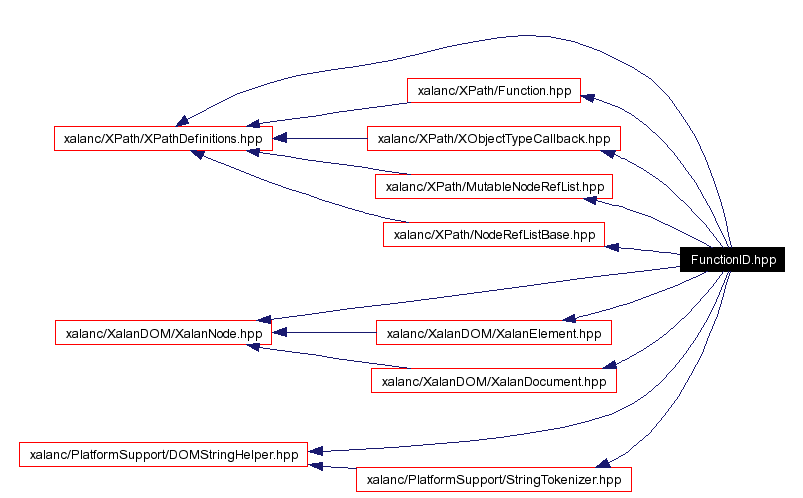 xalanc/XPath/Function.hpp
xalanc/XPath/XPathDefinitions.hpp
xalanc/XPath/XObjectTypeCallback.hpp
xalanc/XPath/MutableNodeRefList.hpp
xalanc/XPath/NodeRefListBase.hpp
FunctionID.hpp
xalanc/XalanDOM/XalanNode.hpp
xalanc/XalanDOM/XalanElement.hpp
xalanc/XalanDOM/XalanDocument.hpp
xalanc/PlatformSupport/DOMStringHelper.hpp
xalanc/PlatformSupport/StringTokenizer.hpp